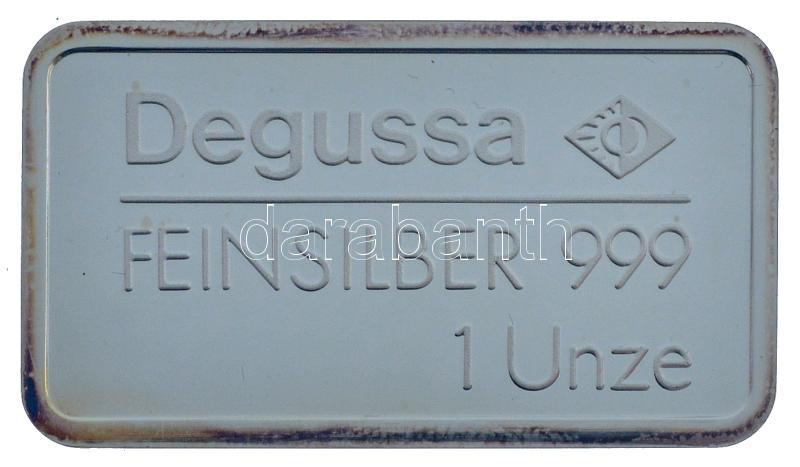 Degussa
darabanth
FEINSILBER 999
1 Unze